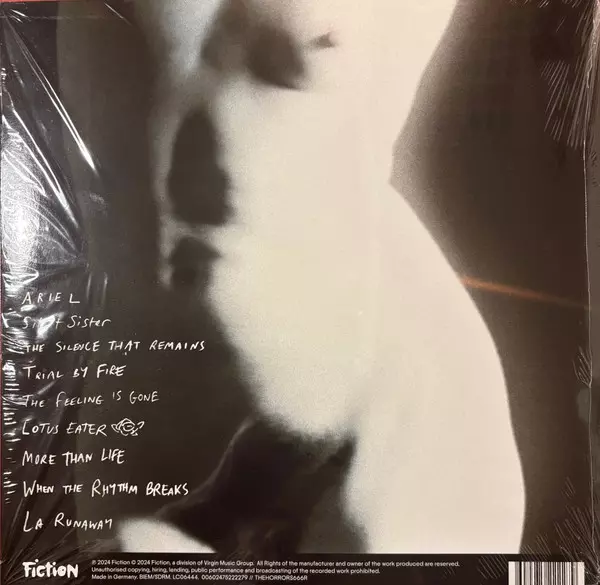 ARIEL
Sister
THE SILENCE THAT REMAINS
TRIAL BY FIRE
THE FEELING IS GONE
LOTUS EATER
MORE THAN LIFE
WHEN THE RHYTHM BREAKS
LA RUNAWAY
Fiction
℗ 2024 Fiction © 2024 Fiction, a division of Virgin Music Group. All Rights of the manufacturer and owner of the work produced are reserved.
Unauthorised copying, hiring, lending, public performance and broadcasting of the recorded work prohibited.
Made in Germany. BIEM/SDRM. LC06444. 00602475222279 // THEHORRORS666R